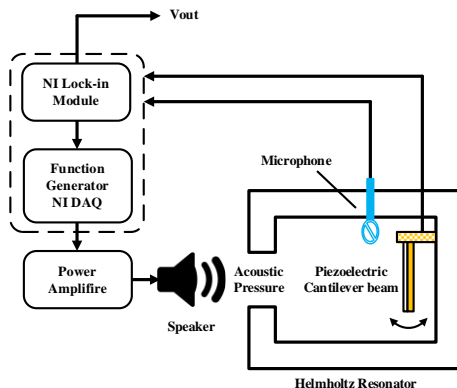 Vout
NI Lock-in
Module
Function
Generator
NI DAQ
Power
Amplifire
Speaker
Acoustic
Pressure
Microphone
Piezoelectric
Cantilever beam
Helmholtz Resonator